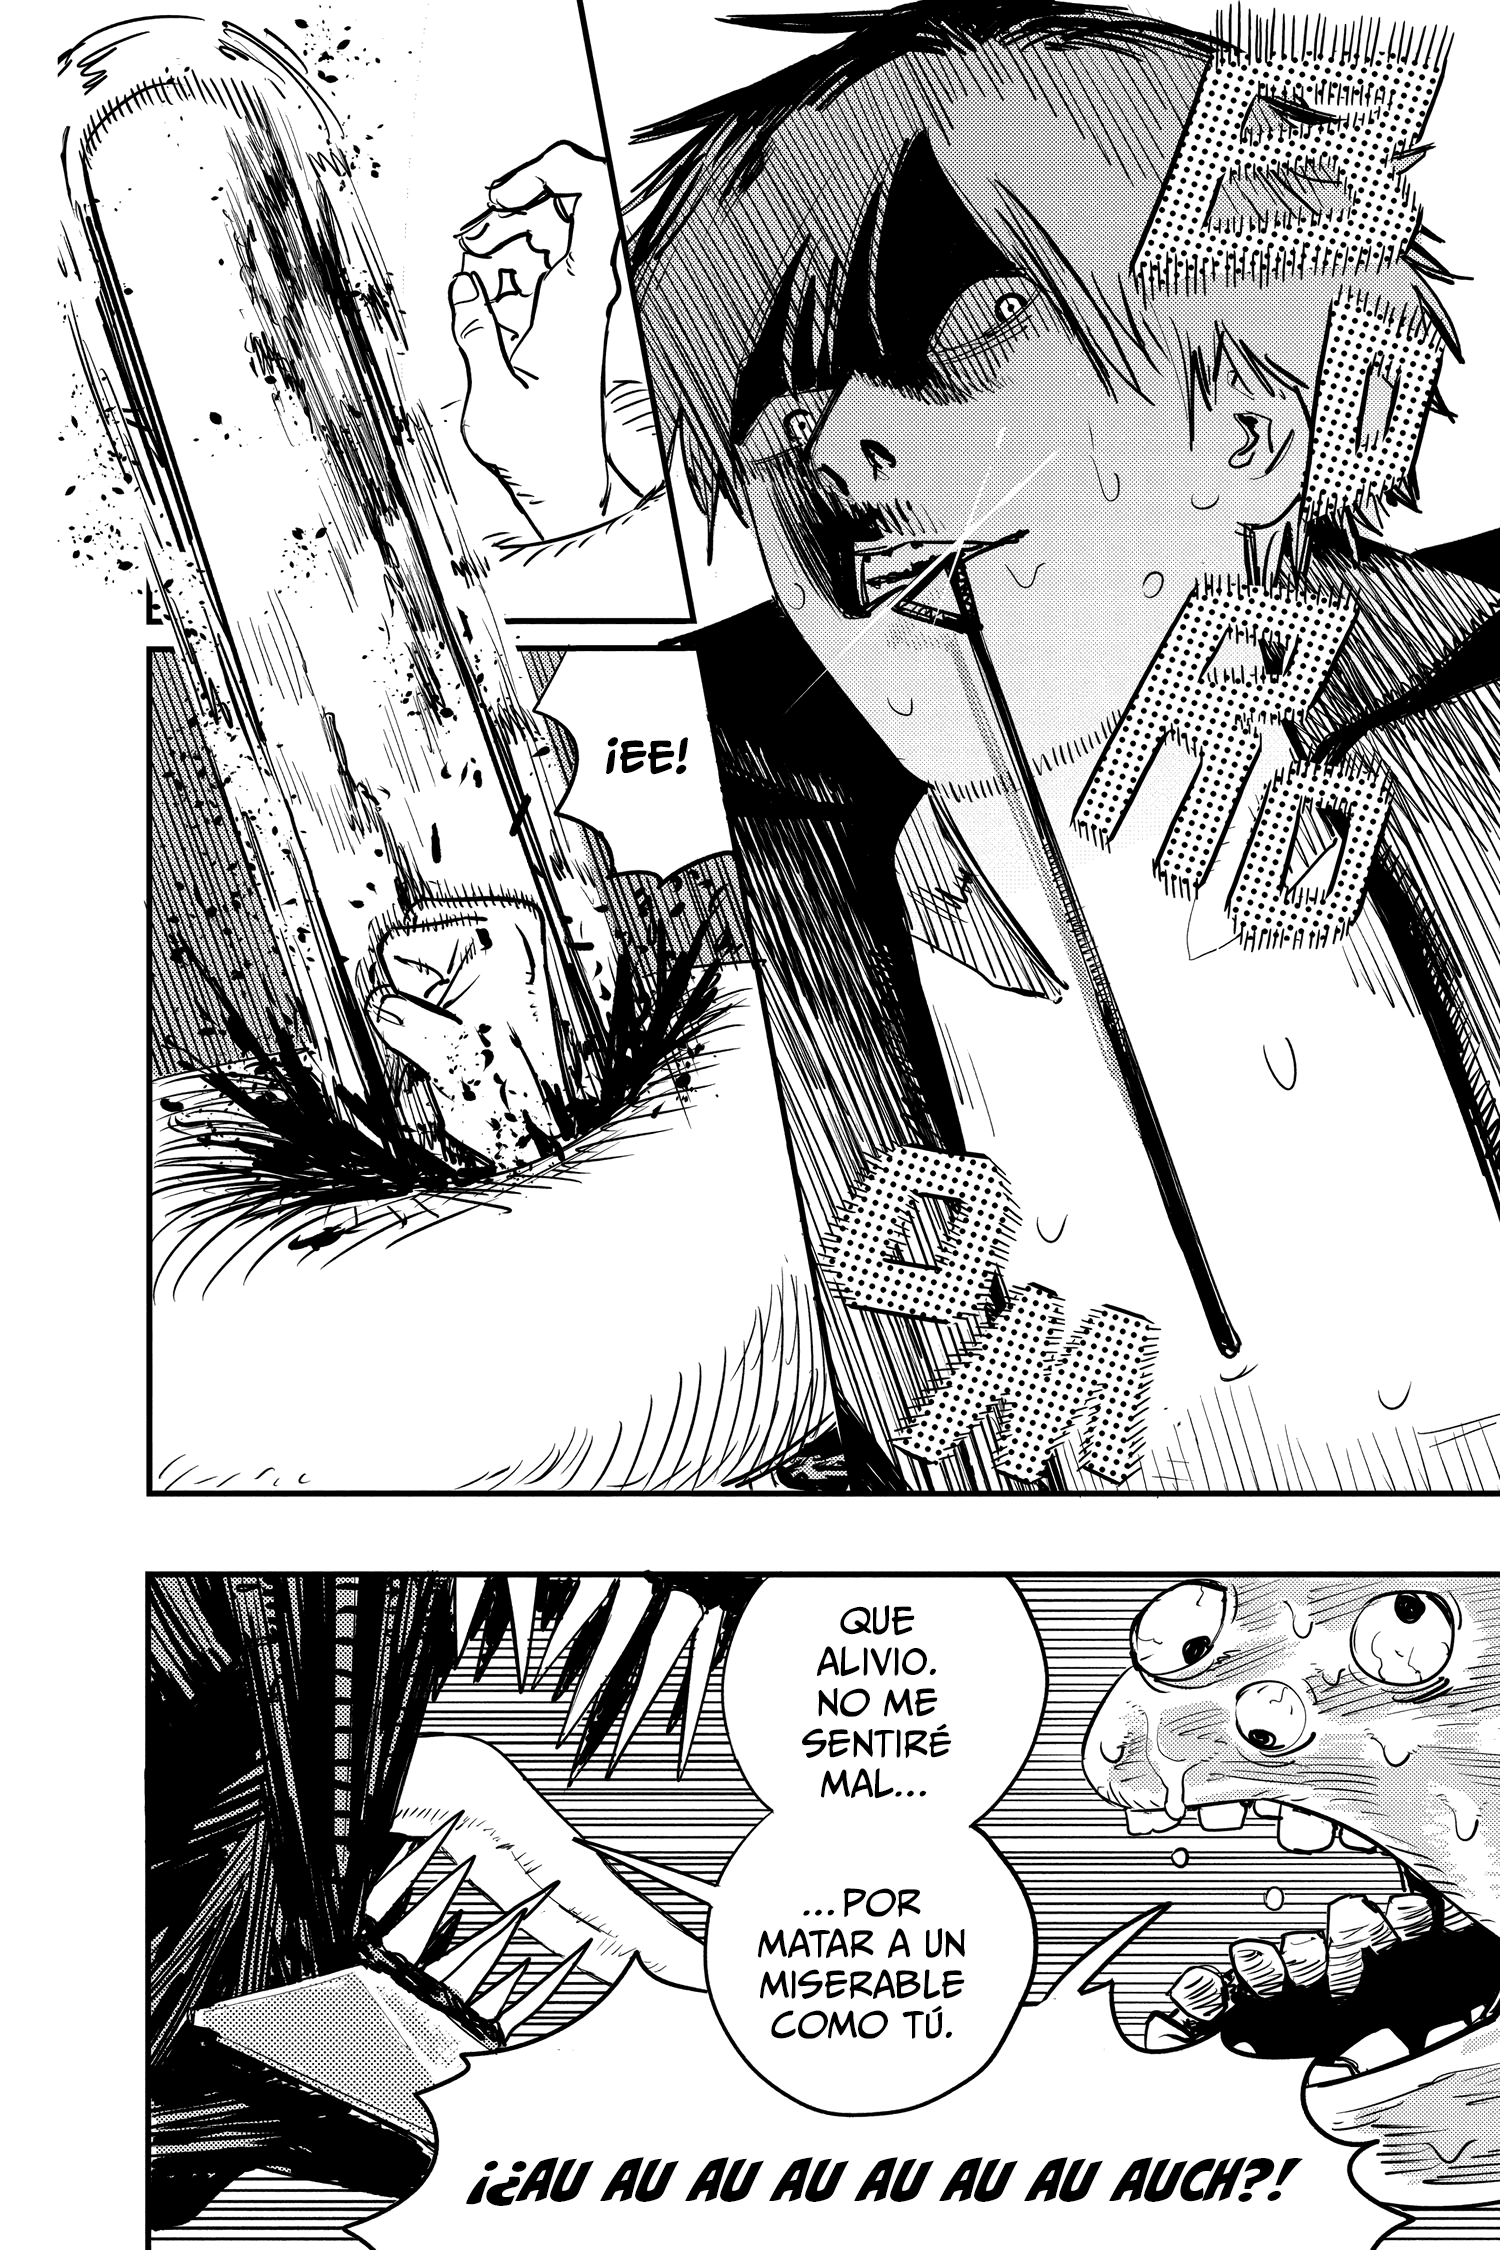 ¡EE!
QUE
ALIVIO.
NO ME
SENTIRÉ
MAL...
...POR
MATAR A UN
MISERABLE
COMO TÚ.
¡¿AU AU AU AU AU AU AU AUCH?!